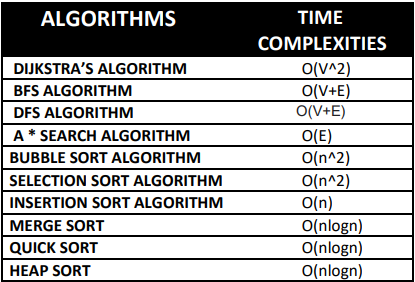 ALGORITHMS TIME COMPLEXITIES
DIJKSTRA'S ALGORITHM O(V^2)
BFS ALGORITHM O(V+E)
DFS ALGORITHM O(V+E)
A * SEARCH ALGORITHM O(E)
BUBBLE SORT ALGORITHM O(n^2)
SELECTION SORT ALGORITHM O(n^2)
INSERTION SORT ALGORITHM O(n)
MERGE SORT O(nlogn)
QUICK SORT O(nlogn)
HEAP SORT O(nlogn)